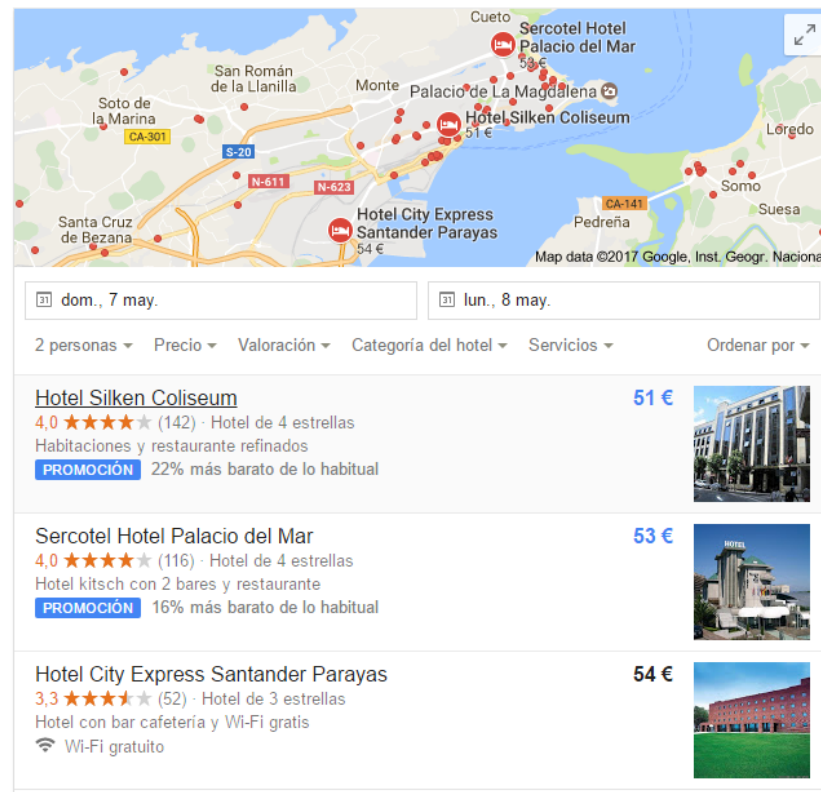 Cueto
Sercotel Hotel
Palacio del Mar
53 €
San Román
de la Llanilla
Monte
Palacio de La Magdalena
Soto de
la Marina
CA-301
Hotel Silken Coliseum
51 €
Loredo
S-20
N-611
N-623
Somo
CA-141
Suesa
Hotel City Express
Santander Parayas
54 €
Pedreña
Santa Cruz
de Bezana
Map data ©2017 Google, Inst. Geogr. Naciona
31 dom., 7 may.
31 lun., 8 may.
2 personas Precio Valoración Categoría del hotel Servicios Ordenar por
Hotel Silken Coliseum 51 €
4,0 (142) · Hotel de 4 estrellas
Habitaciones y restaurante refinados
PROMOCIÓN 22% más barato de lo habitual
Sercotel Hotel Palacio del Mar 53 €
4,0 (116) · Hotel de 4 estrellas
Hotel kitsch con 2 bares y restaurante
PROMOCIÓN 16% más barato de lo habitual
HOTEL
Hotel City Express Santander Parayas 54 €
3,3 (52) · Hotel de 3 estrellas
Hotel con bar cafetería y Wi-Fi gratis
Wi-Fi gratuito